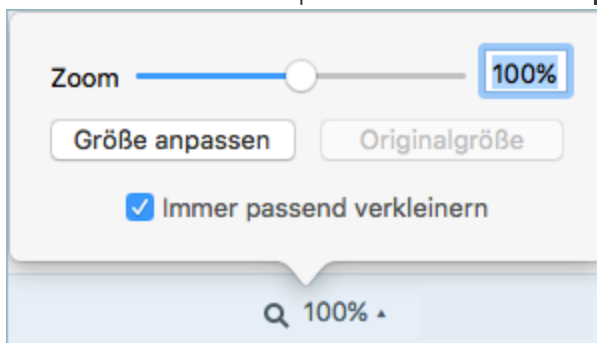 Zoom 100%
Größe anpassen Originalgröße
Immer passend verkleinern
100%